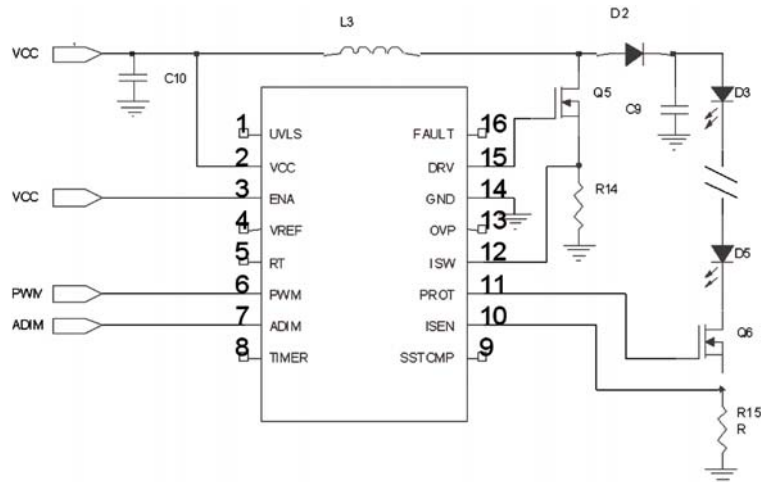 L3
D2
VCC
C10
Q5
C9
D3
1 UVLS
FAULT 16
2 VCC
DRV 15
R14
VCC
3 ENA
GND 14
4 VREF
OVP 13
5 RT
ISW 12
D5
PWM
6 PWM
PROT 11
ADIM
7 ADIM
ISEN 10
Q6
8 TIMER
SSTCMP 9
R15
R